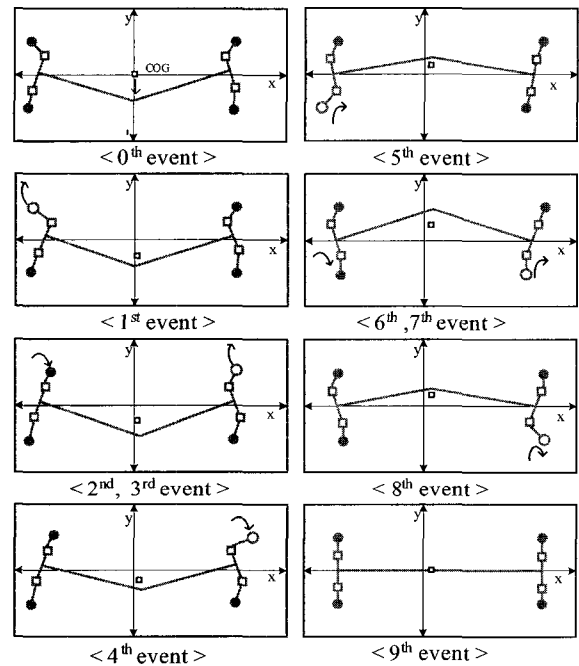 y
COG
x
< 0th event >
y
x
< 1st event >
y
x
< 2nd, 3rd event >
y
x
< 4th event >
y
x
< 5th event >
y
x
< 6th ,7th event >
y
x
< 8th event >
y
x
< 9th event >